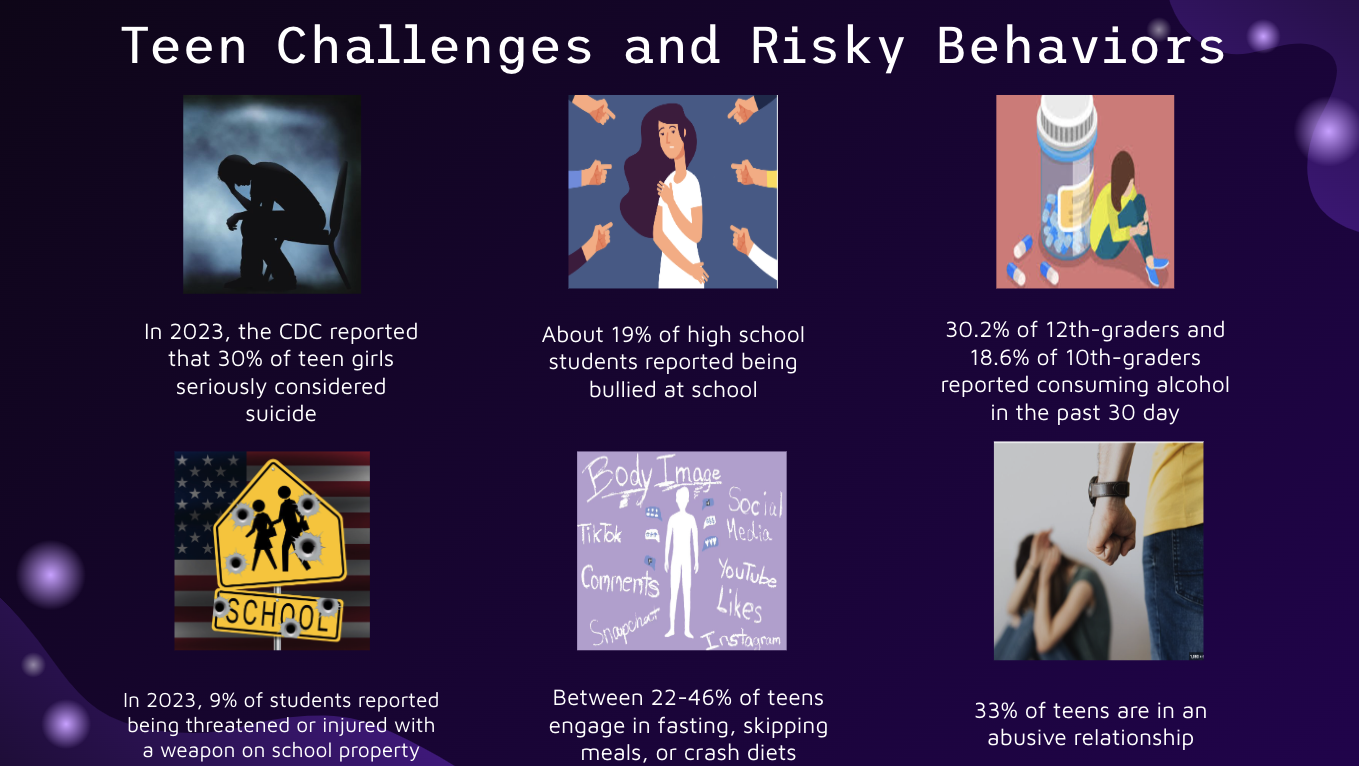 Teen Challenges and Risky Behaviors
In 2023, the CDC reported
that 30% of teen girls
seriously considered
suicide
About 19% of high school
students reported being
bullied at school
30.2% of 12th-graders and
18.6% of 10th-graders
reported consuming alcohol
in the past 30 day
SCHOOL
Body Image
TikTok
Social
Media
Comments
YouTube
Likes
Snapchat
Instagram
In 2023, 9% of students reported
being threatened or injured with
a weapon on school property
Between 22-46% of teens
engage in fasting, skipping
meals, or crash diets
33% of teens are in an
abusive relationship